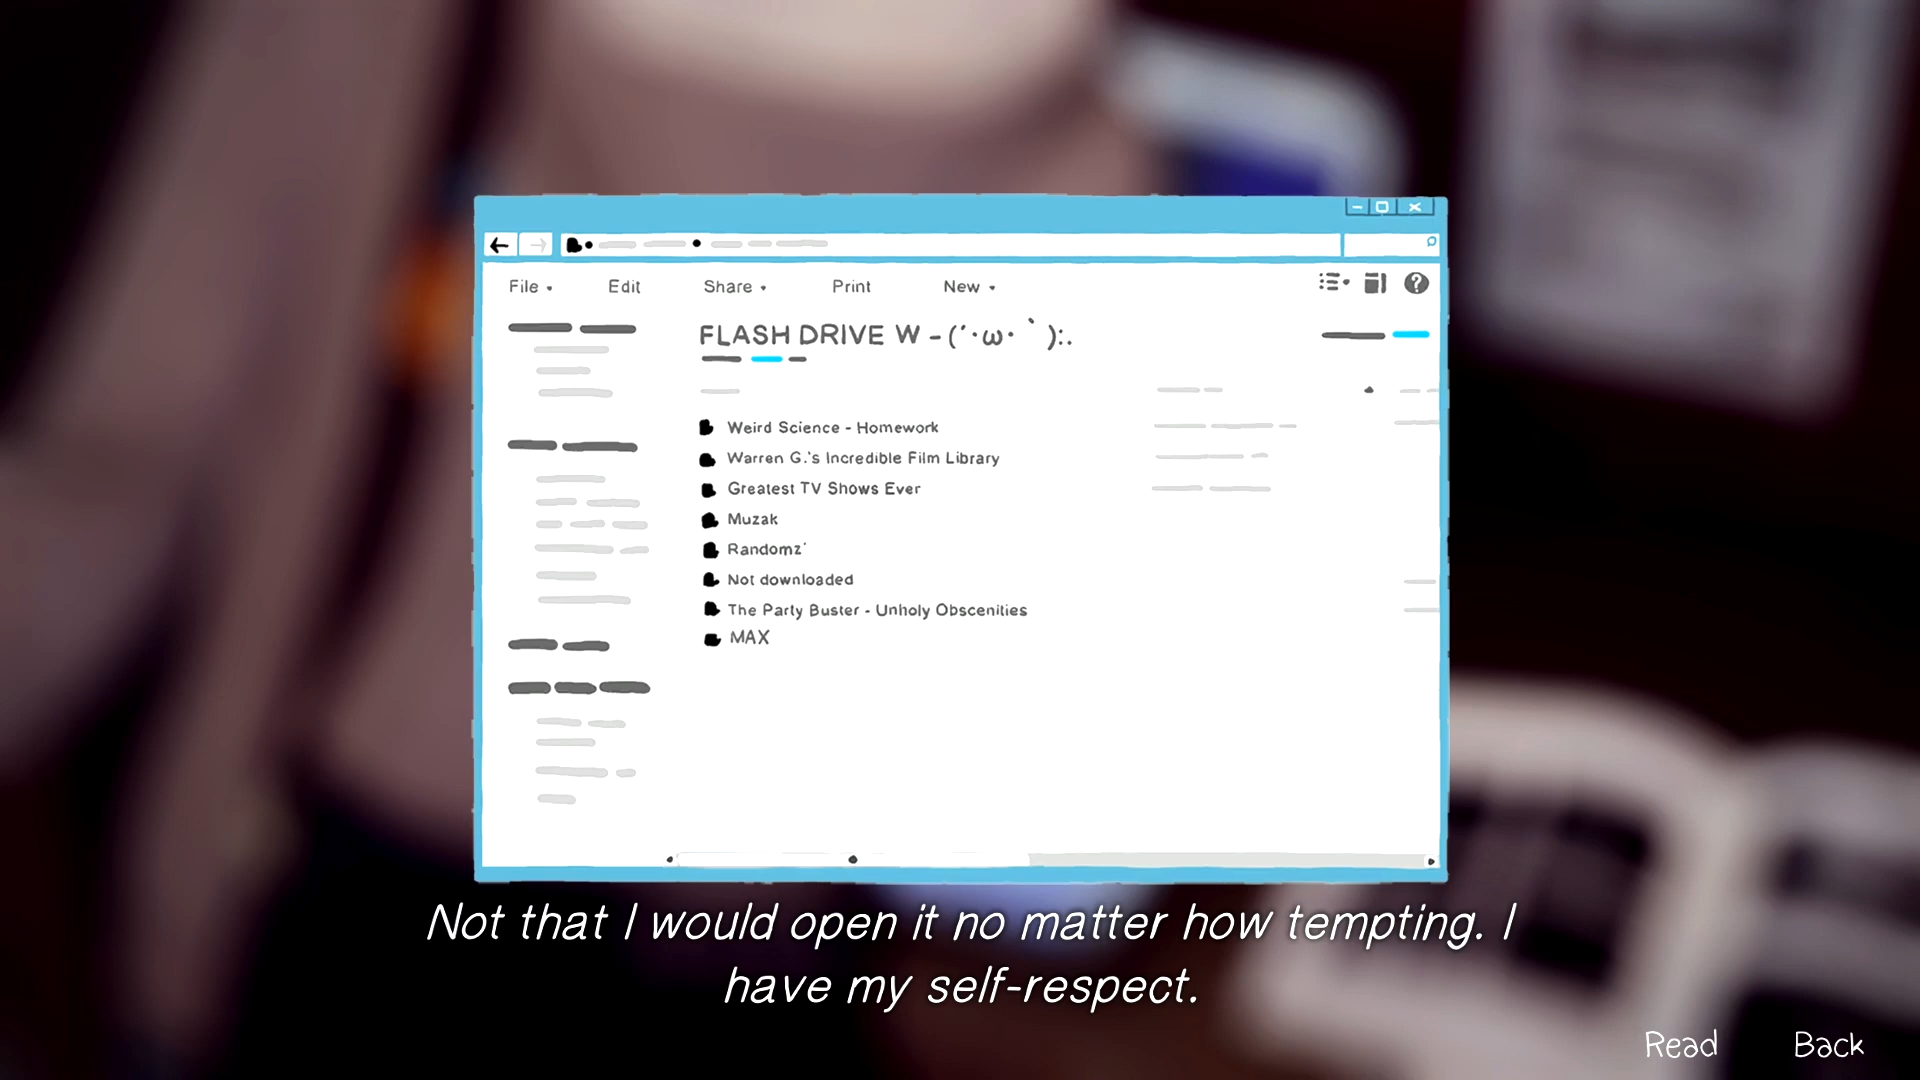 File Edit Share Print New
FLASH DRIVE W - (´･ω･｀):.
Weird Science - Homework
Warren G.'s Incredible Film Library
Greatest TV Shows Ever
Muzak
Randomz'
Not downloaded
The Party Buster - Unholy Obscenities
MAX
Not that I would open it no matter how tempting. I
have my self-respect.
Read Back